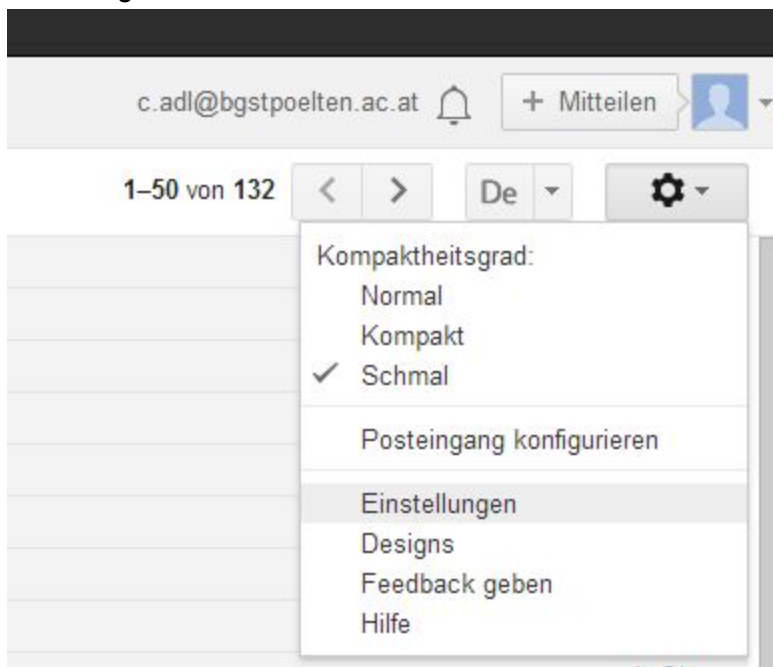 c.adl@bgstpoelten.ac.at + Mitteilen
1–50 von 132 < > De
Kompaktheitsgrad:
Normal
Kompakt
✓ Schmal
Posteingang konfigurieren
Einstellungen
Designs
Feedback geben
Hilfe